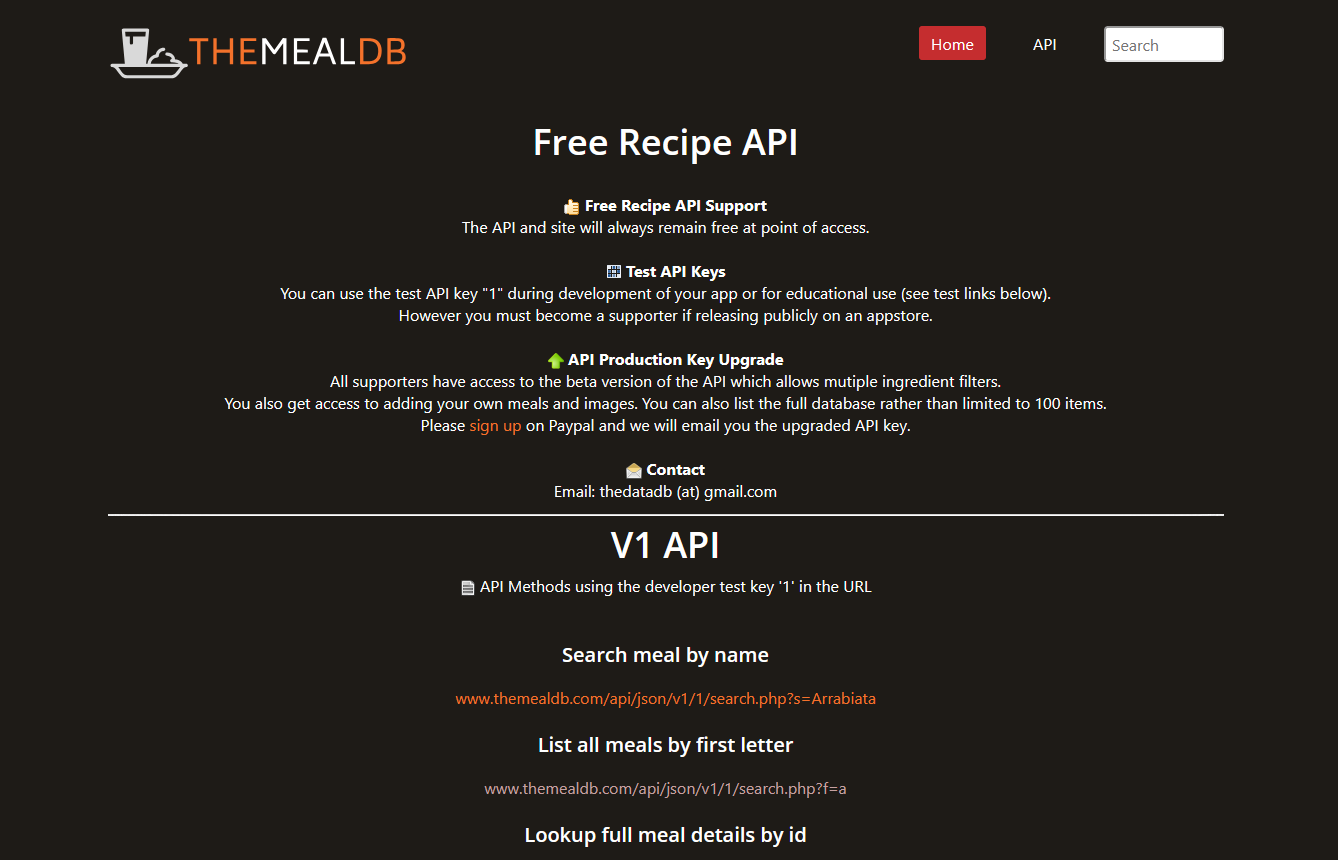 THEMEALDB
Home
API
Search
Free Recipe API
Free Recipe API Support
The API and site will always remain free at point of access.
Test API Keys
You can use the test API key "1" during development of your app or for educational use (see test links below).
However you must become a supporter if releasing publicly on an appstore.
API Production Key Upgrade
All supporters have access to the beta version of the API which allows mutiple ingredient filters.
You also get access to adding your own meals and images. You can also list the full database rather than limited to 100 items.
Please sign up on Paypal and we will email you the upgraded API key.
Contact
Email: thedatadb (at) gmail.com
V1 API
API Methods using the developer test key '1' in the URL
Search meal by name
www.themealdb.com/api/json/v1/1/search.php?s=Arrabiata
List all meals by first letter
www.themealdb.com/api/json/v1/1/search.php?f=a
Lookup full meal details by id